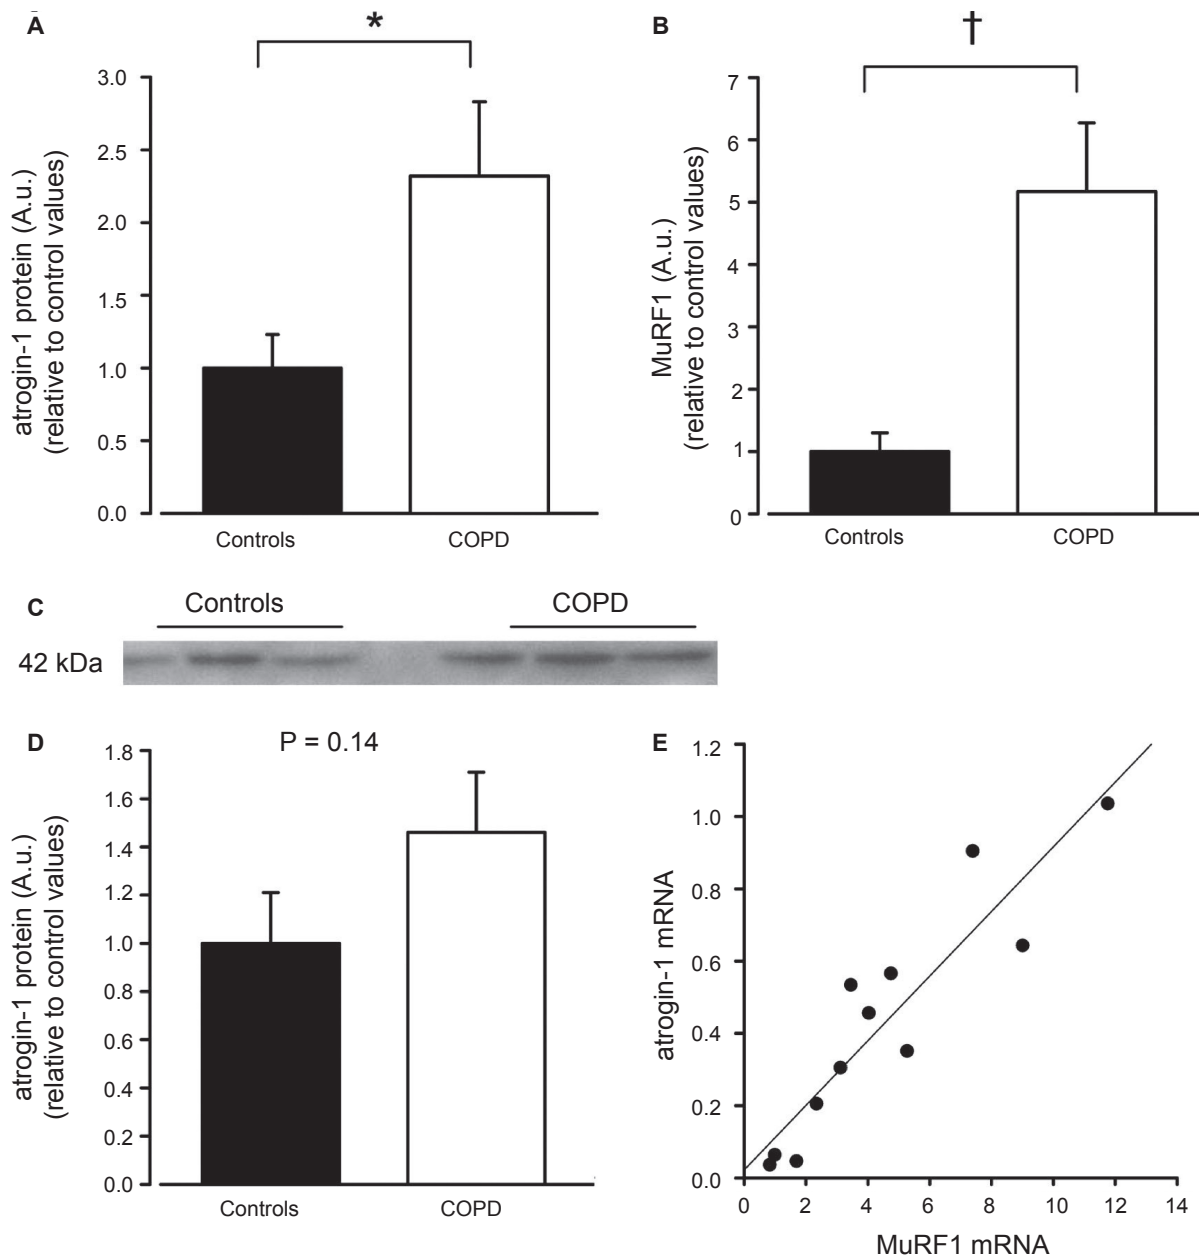 A
*
3.0
2.5
2.0
1.5
1.0
0.5
0.0
atrogin-1 protein (A.u.)
(relative to control values)
Controls
COPD
B
†
7
6
5
4
3
2
1
0
MuRF1 (A.u.)
(relative to control values)
Controls
COPD
C
Controls
COPD
42 kDa
D
P = 0.14
1.8
1.6
1.4
1.2
1.0
0.8
0.6
0.4
0.2
0.0
atrogin-1 protein (A.u.)
(relative to control values)
Controls
COPD
E
1.2
1.0
0.8
0.6
0.4
0.2
0.0
atrogin-1 mRNA
0 2 4 6 8 10 12 14
MuRF1 mRNA